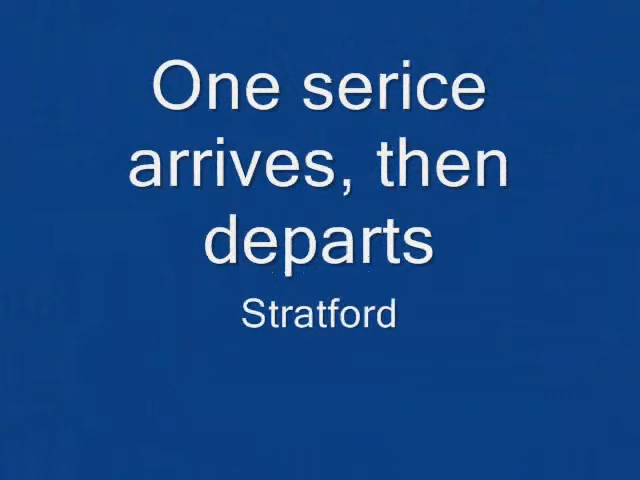 One serice
arrives, then
departs
Stratford